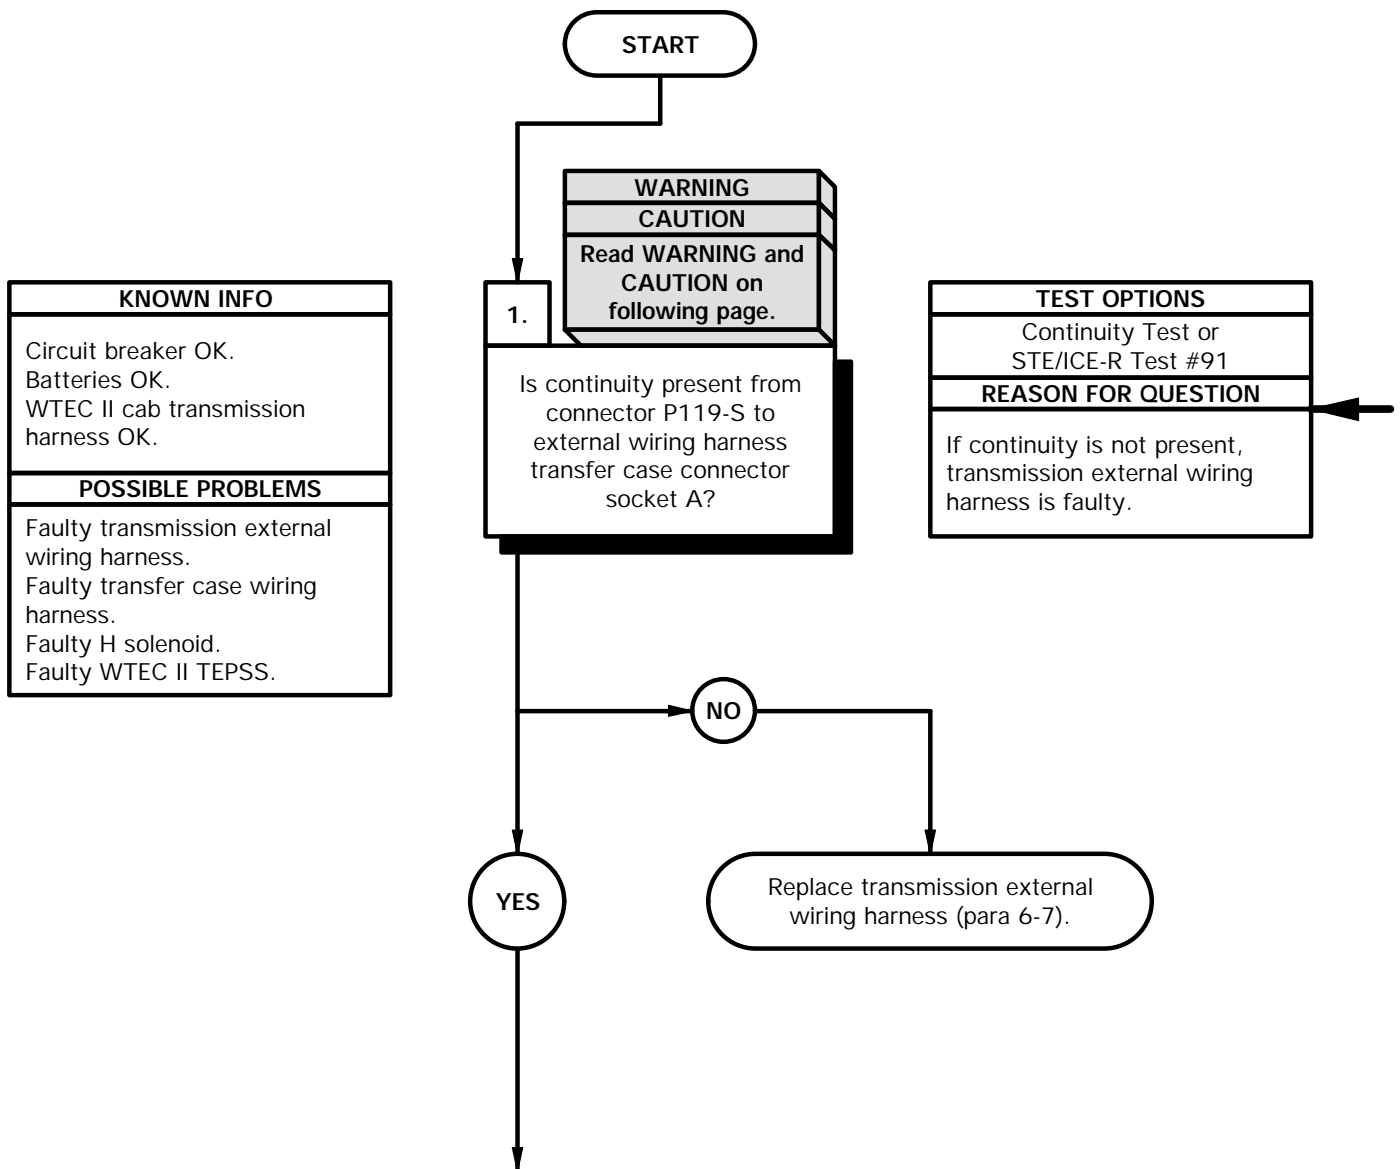 START
WARNING
CAUTION
Read WARNING and
CAUTION on
following page.
KNOWN INFO
Circuit breaker OK.
Batteries OK.
WTEC II cab transmission
harness OK.
POSSIBLE PROBLEMS
Faulty transmission external
wiring harness.
Faulty transfer case wiring
harness.
Faulty H solenoid.
Faulty WTEC II TEPSS.
1.
Is continuity present from
connector P119-S to
external wiring harness
transfer case connector
socket A?
TEST OPTIONS
Continuity Test or
STE/ICE-R Test #91
REASON FOR QUESTION
If continuity is not present,
transmission external wiring
harness is faulty.
NO
YES
Replace transmission external
wiring harness (para 6-7).